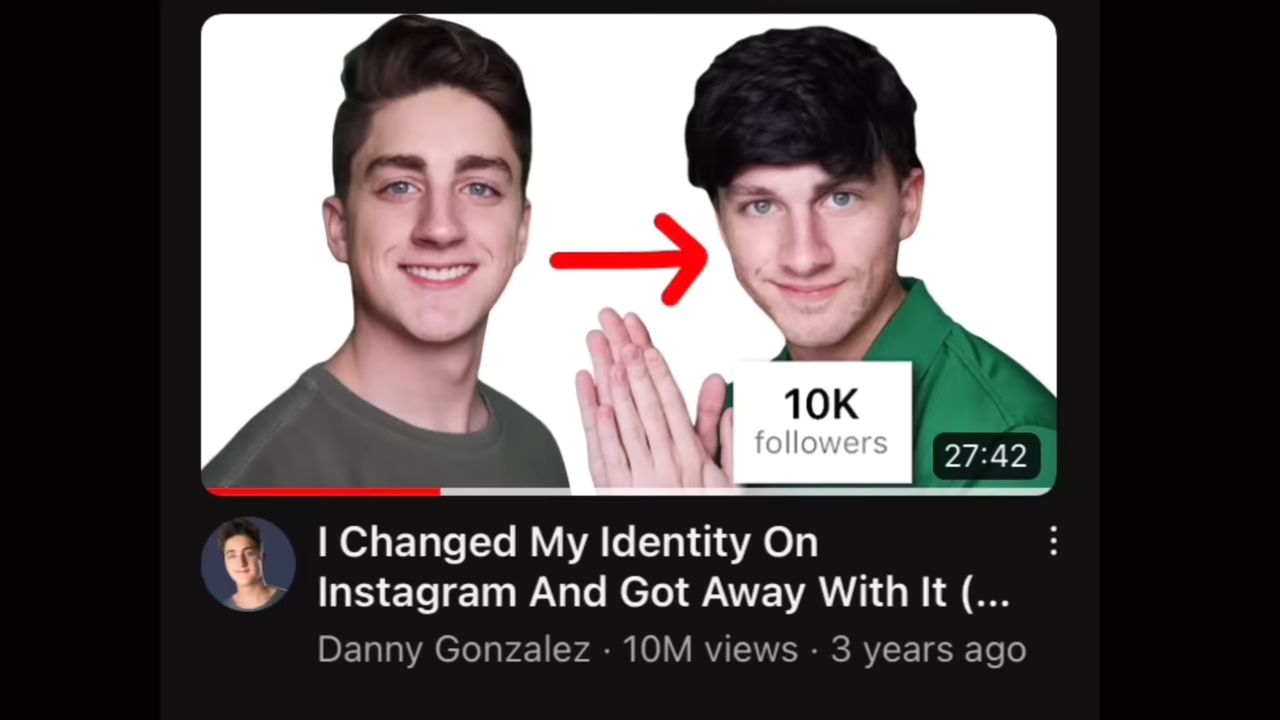 10K
followers
27:42
I Changed My Identity On
Instagram And Got Away With It (...
Danny Gonzalez · 10M views · 3 years ago